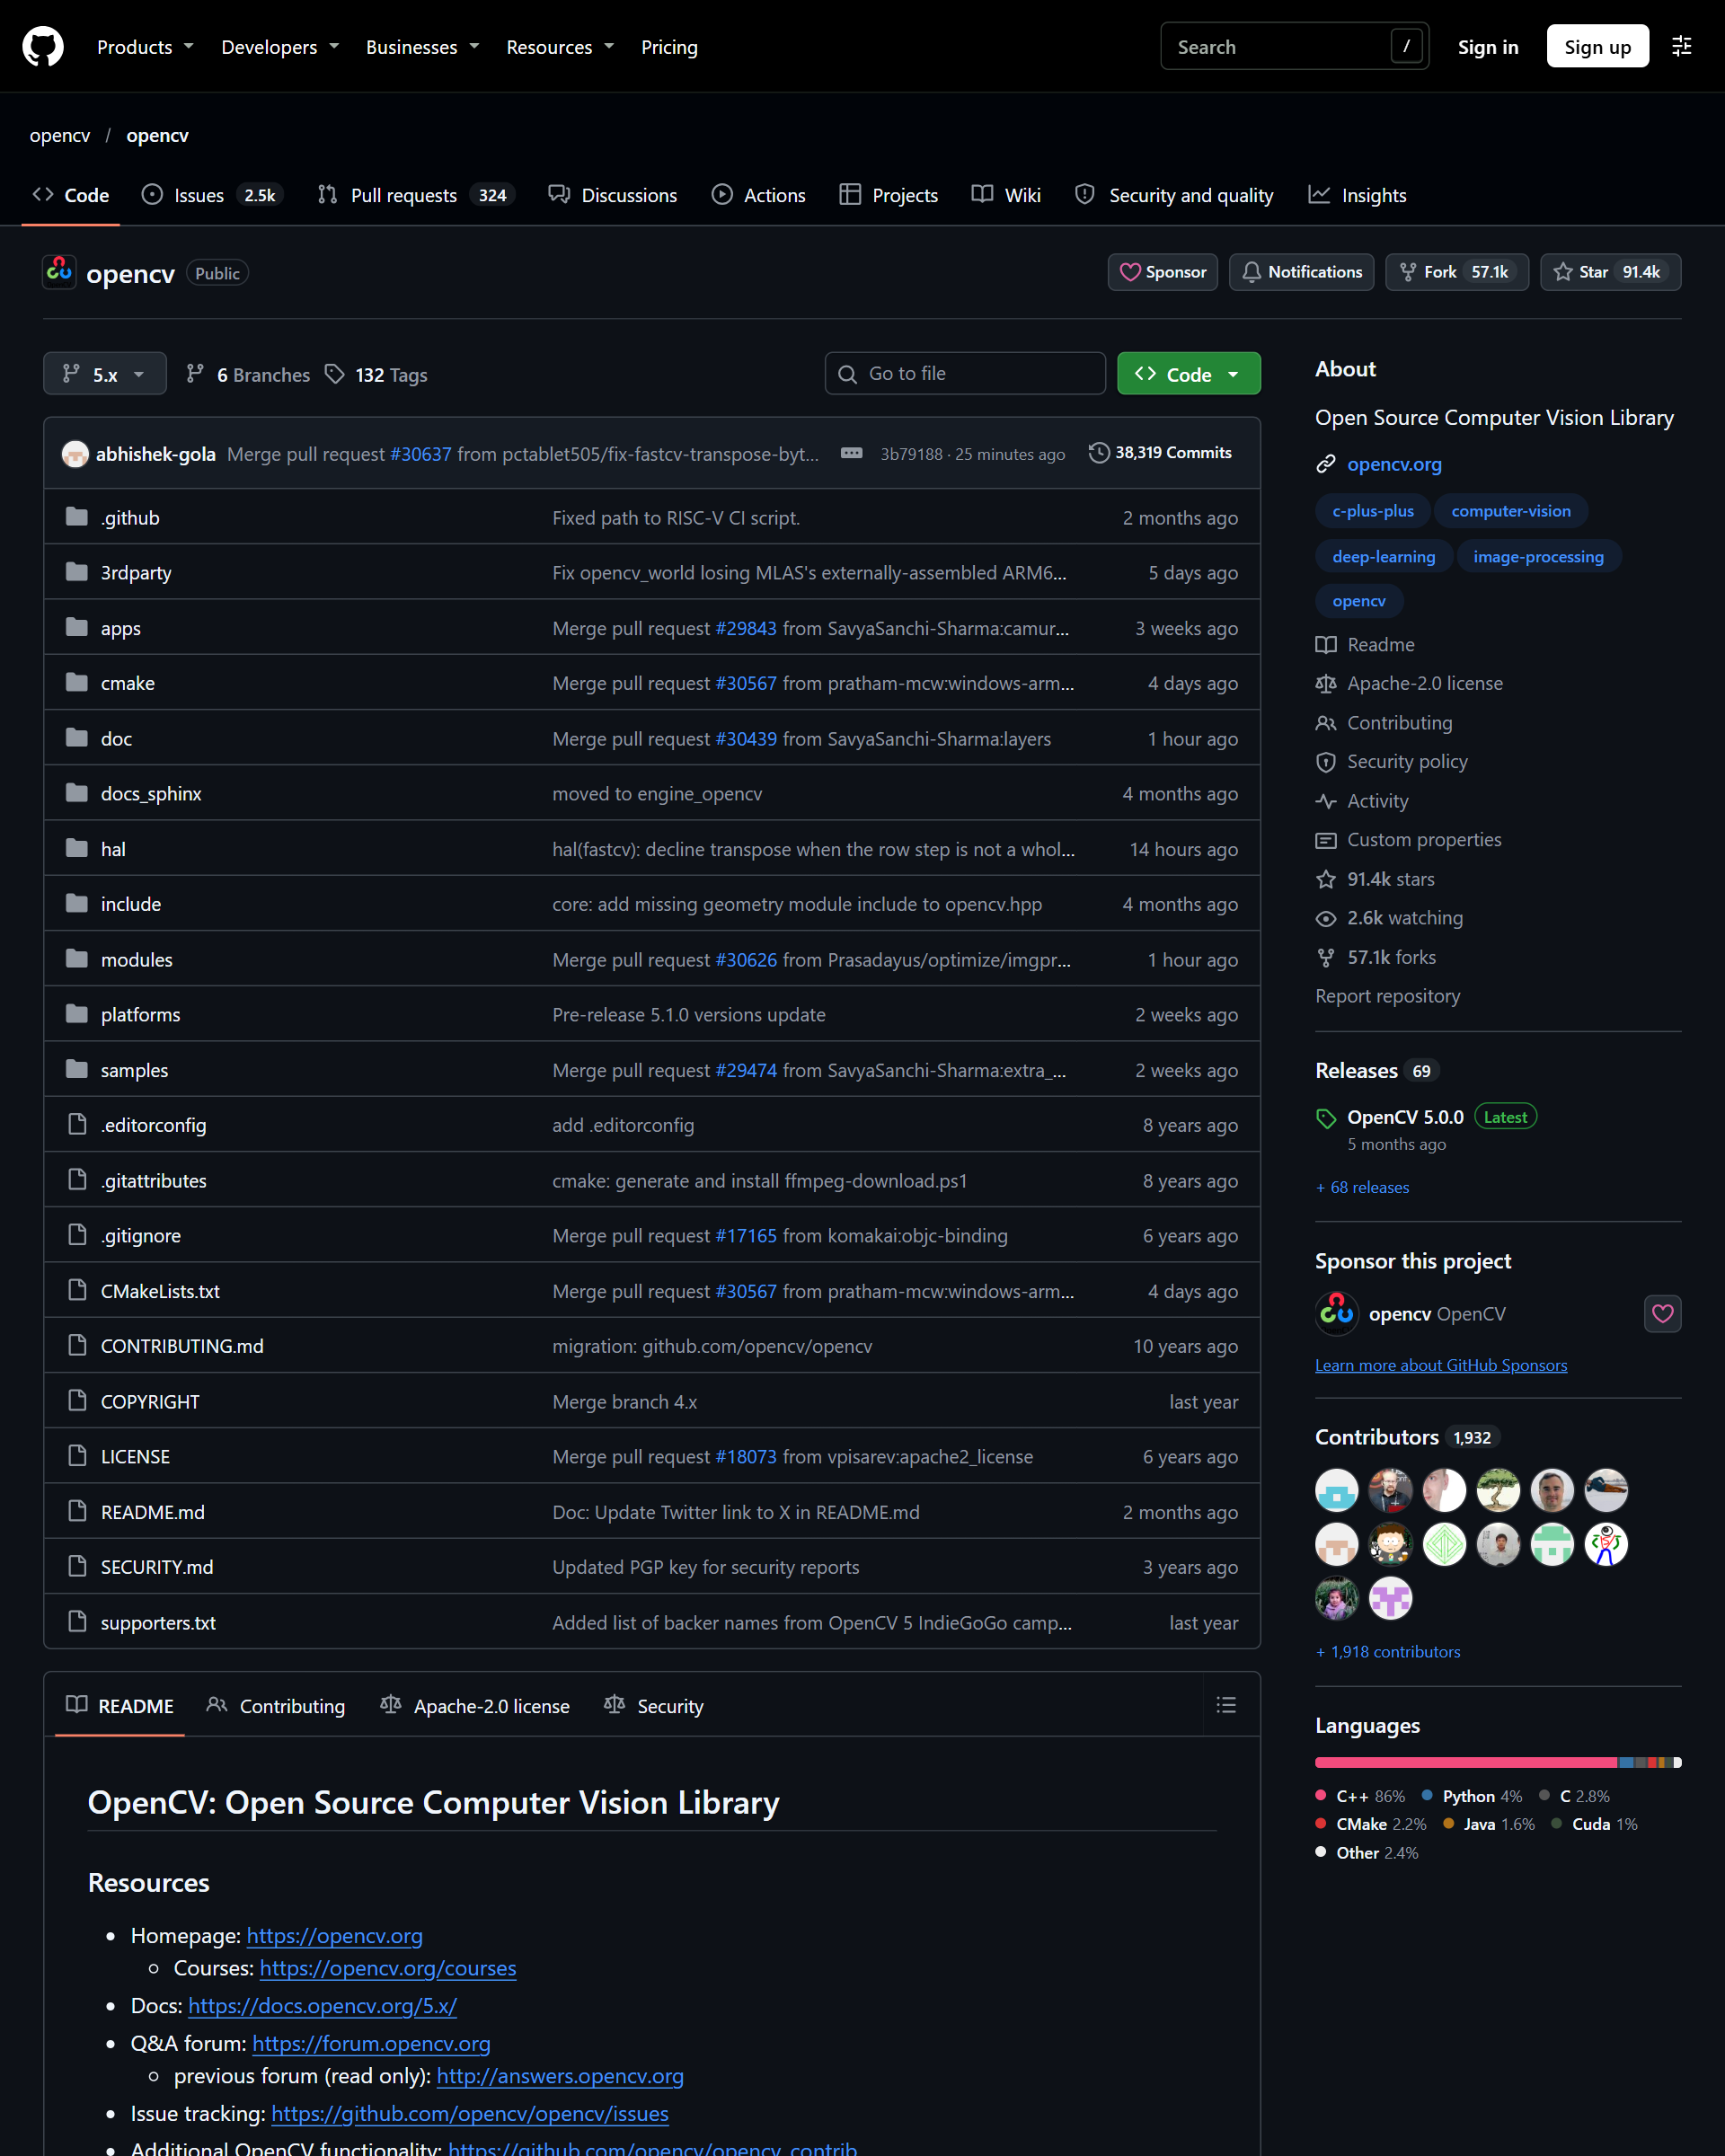 Products Developers Businesses Resources Pricing Search / Sign in Sign up
opencv / opencv
Code Issues 2.5k Pull requests 324 Discussions Actions Projects Wiki Security and quality Insights
opencv Public Sponsor Notifications Fork 57.1k Star 91.4k
5.x 6 Branches 132 Tags Go to file Code
abhishek-gola Merge pull request #30637 from pctablet505/fix-fastcv-transpose-byt... 3b79188 · 25 minutes ago 38,319 Commits
.github Fixed path to RISC-V CI script. 2 months ago
3rdparty Fix opencv_world losing MLAS's externally-assembled ARM6... 5 days ago
apps Merge pull request #29843 from SavyaSanchi-Sharma:camur... 3 weeks ago
cmake Merge pull request #30567 from pratham-mcw:windows-arm... 4 days ago
doc Merge pull request #30439 from SavyaSanchi-Sharma:layers 1 hour ago
docs_sphinx moved to engine_opencv 4 months ago
hal hal(fastcv): decline transpose when the row step is not a whol... 14 hours ago
include core: add missing geometry module include to opencv.hpp 4 months ago
modules Merge pull request #30626 from Prasadayus/optimize/imgpr... 1 hour ago
platforms Pre-release 5.1.0 versions update 2 weeks ago
samples Merge pull request #29474 from SavyaSanchi-Sharma:extra_... 2 weeks ago
.editorconfig add .editorconfig 8 years ago
.gitattributes cmake: generate and install ffmpeg-download.ps1 8 years ago
.gitignore Merge pull request #17165 from komakai:objc-binding 6 years ago
CMakeLists.txt Merge pull request #30567 from pratham-mcw:windows-arm... 4 days ago
CONTRIBUTING.md migration: github.com/opencv/opencv 10 years ago
COPYRIGHT Merge branch 4.x last year
LICENSE Merge pull request #18073 from vpisarev:apache2_license 6 years ago
README.md Doc: Update Twitter link to X in README.md 2 months ago
SECURITY.md Updated PGP key for security reports 3 years ago
supporters.txt Added list of backer names from OpenCV 5 IndieGoGo camp... last year
README Contributing Apache-2.0 license Security
OpenCV: Open Source Computer Vision Library
Resources
Homepage: https://opencv.org
Courses: https://opencv.org/courses
Docs: https://docs.opencv.org/5.x/
Q&A forum: https://forum.opencv.org
previous forum (read only): http://answers.opencv.org
Issue tracking: https://github.com/opencv/opencv/issues
Additional OpenCV functionality: https://github.com/opencv/opencv_contrib
About
Open Source Computer Vision Library
opencv.org
c-plus-plus computer-vision
deep-learning image-processing
opencv
Readme
Apache-2.0 license
Contributing
Security policy
Activity
Custom properties
91.4k stars
2.6k watching
57.1k forks
Report repository
Releases 69
OpenCV 5.0.0 Latest
5 months ago
+ 68 releases
Sponsor this project
opencv OpenCV
Learn more about GitHub Sponsors
Contributors 1,932
+ 1,918 contributors
Languages
C++ 86% Python 4% C 2.8%
CMake 2.2% Java 1.6% Cuda 1%
Other 2.4%